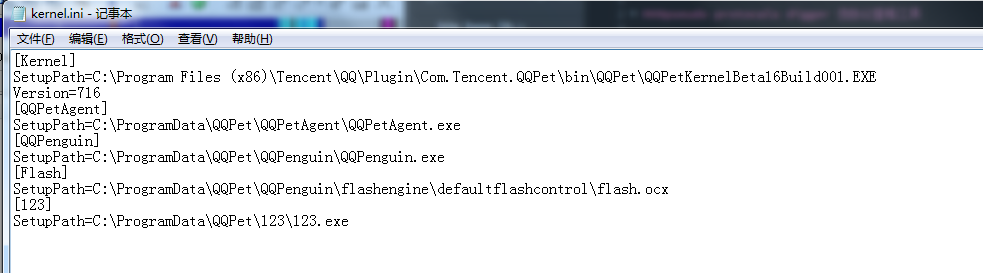 kernel.ini - 记事本
文件(F) 编辑(E) 格式(O) 查看(V) 帮助(H)
[Kernel]
SetupPath=C:\Program Files (x86)\Tencent\QQ\Plugin\Com.Tencent.QQPet\bin\QQPet\QQPetKernelBeta16Build001.EXE
Version=716
[QQPetAgent]
SetupPath=C:\ProgramData\QQPet\QQPetAgent\QQPetAgent.exe
[QQPenguin]
SetupPath=C:\ProgramData\QQPet\QQPenguin\QQPenguin.exe
[Flash]
SetupPath=C:\ProgramData\QQPet\QQPenguin\flashengine\defaultflashcontrol\flash.ocx
[123]
SetupPath=C:\ProgramData\QQPet\123\123.exe